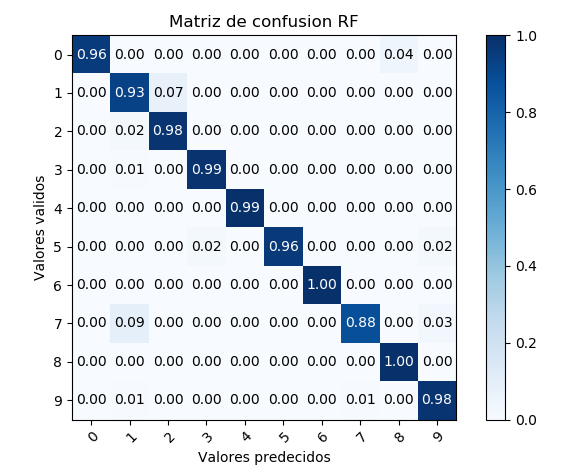 Matriz de confusion RF
0 0.96 0.00 0.00 0.00 0.00 0.00 0.00 0.00 0.04 0.00
1 0.00 0.93 0.07 0.00 0.00 0.00 0.00 0.00 0.00 0.00
2 0.00 0.02 0.98 0.00 0.00 0.00 0.00 0.00 0.00 0.00
3 0.00 0.01 0.00 0.99 0.00 0.00 0.00 0.00 0.00 0.00
4 0.00 0.00 0.00 0.00 0.99 0.00 0.00 0.00 0.00 0.00
5 0.00 0.00 0.00 0.02 0.00 0.96 0.00 0.00 0.00 0.02
6 0.00 0.00 0.00 0.00 0.00 0.00 1.00 0.00 0.00 0.00
7 0.00 0.09 0.00 0.00 0.00 0.00 0.00 0.88 0.00 0.03
8 0.00 0.00 0.00 0.00 0.00 0.00 0.00 0.00 1.00 0.00
9 0.00 0.01 0.00 0.00 0.00 0.00 0.00 0.01 0.00 0.98
0 1 2 3 4 5 6 7 8 9
Valores predecidos
Valores validos
1.0
0.8
0.6
0.4
0.2
0.0